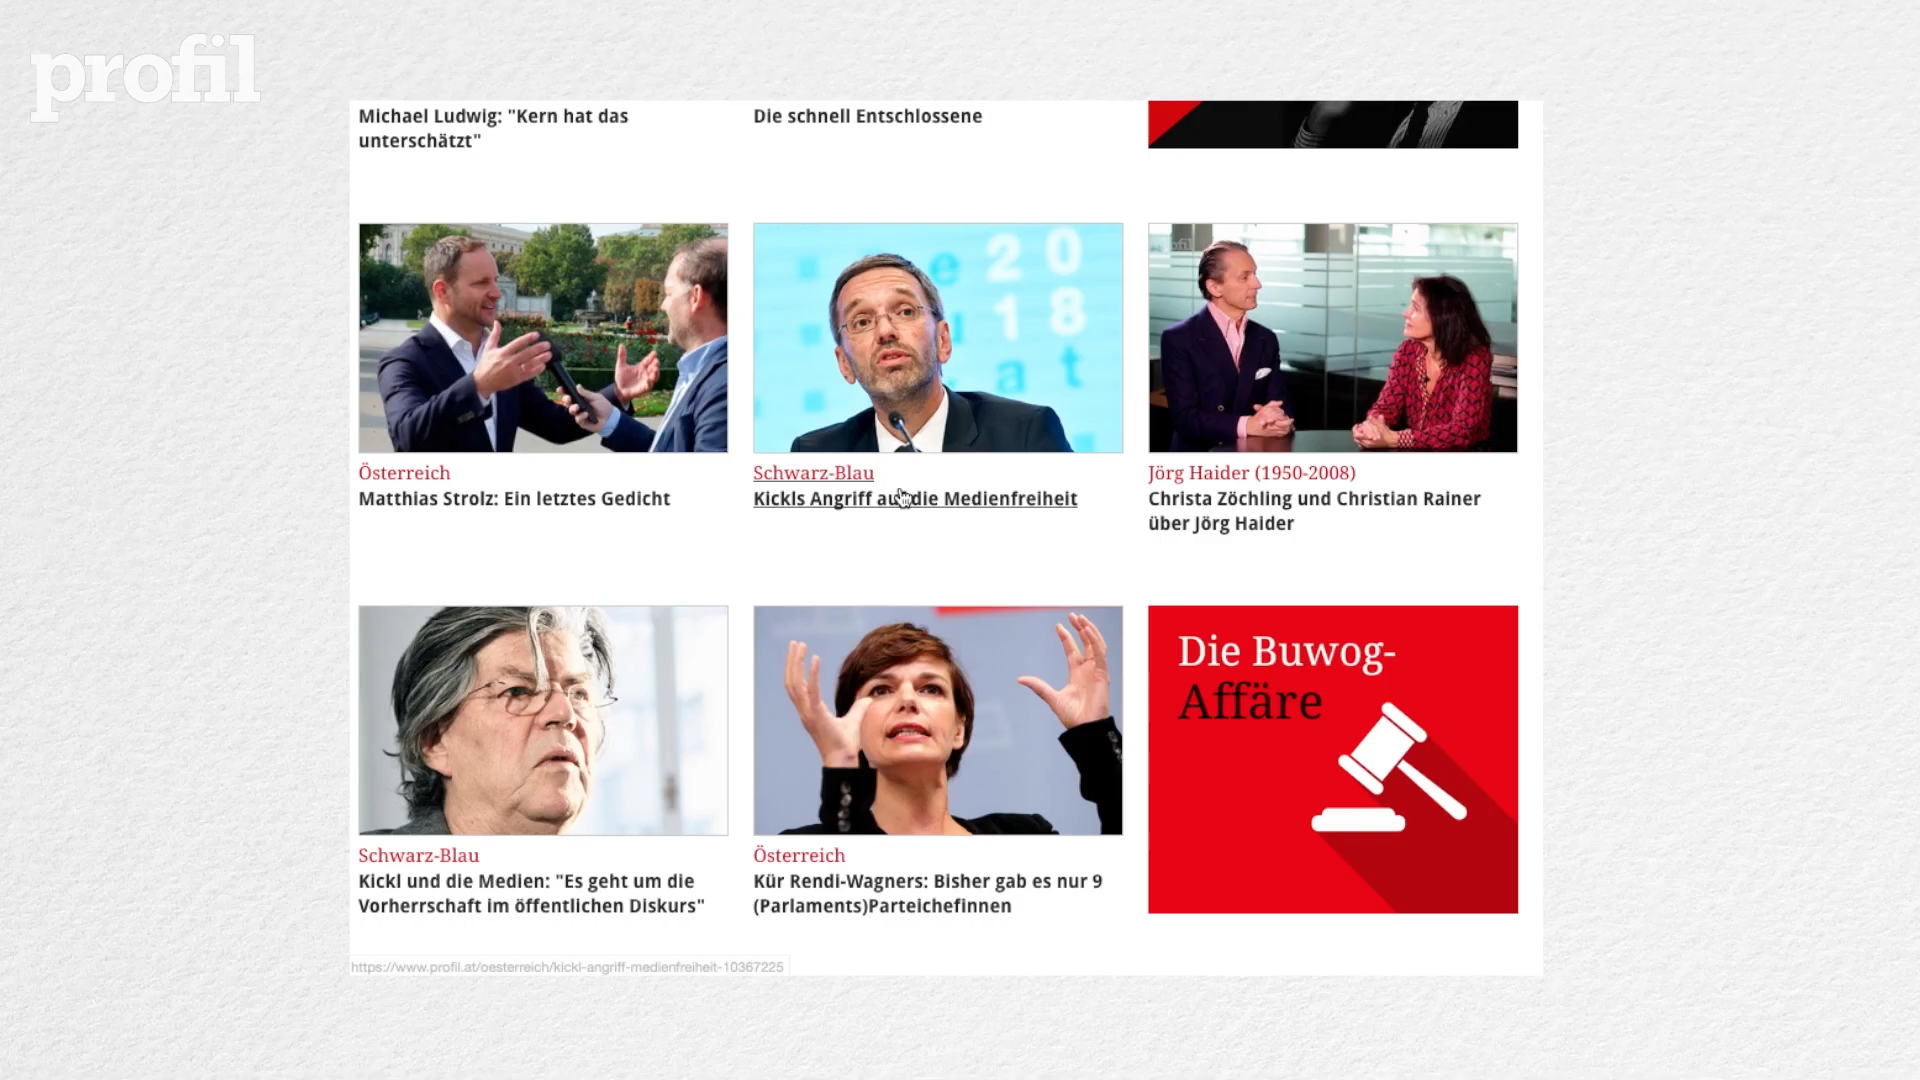 profil
Michael Ludwig: "Kern hat das
unterschätzt"
Die schnell Entschlossene
e 20
u 18
at
Österreich
Matthias Strolz: Ein letztes Gedicht
Schwarz-Blau
Kickls Angriff auf die Medienfreiheit
Jörg Haider (1950-2008)
Christa Zöchling und Christian Rainer
über Jörg Haider
Schwarz-Blau
Kickl und die Medien: "Es geht um die
Vorherrschaft im öffentlichen Diskurs"
Österreich
Kür Rendi-Wagners: Bisher gab es nur 9
(Parlaments)Parteichefinnen
Die Buwog-
Affäre
https://www.profil.at/oesterreich/kickl-angriff-medienfreiheit-10367225